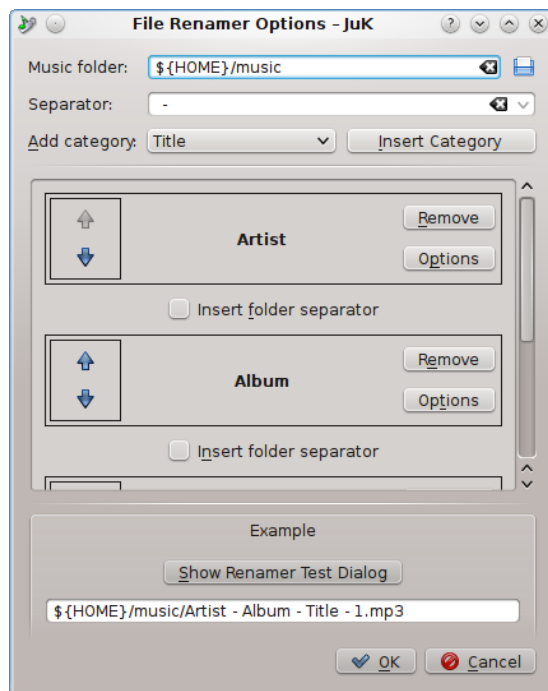 File Renamer Options – JuK
Music folder: ${HOME}/music
Separator: -
Add category: Title Insert Category
Remove
Artist
Options
Insert folder separator
Remove
Album
Options
Insert folder separator
Example
Show Renamer Test Dialog
${HOME}/music/Artist - Album - Title - 1.mp3
OK Cancel